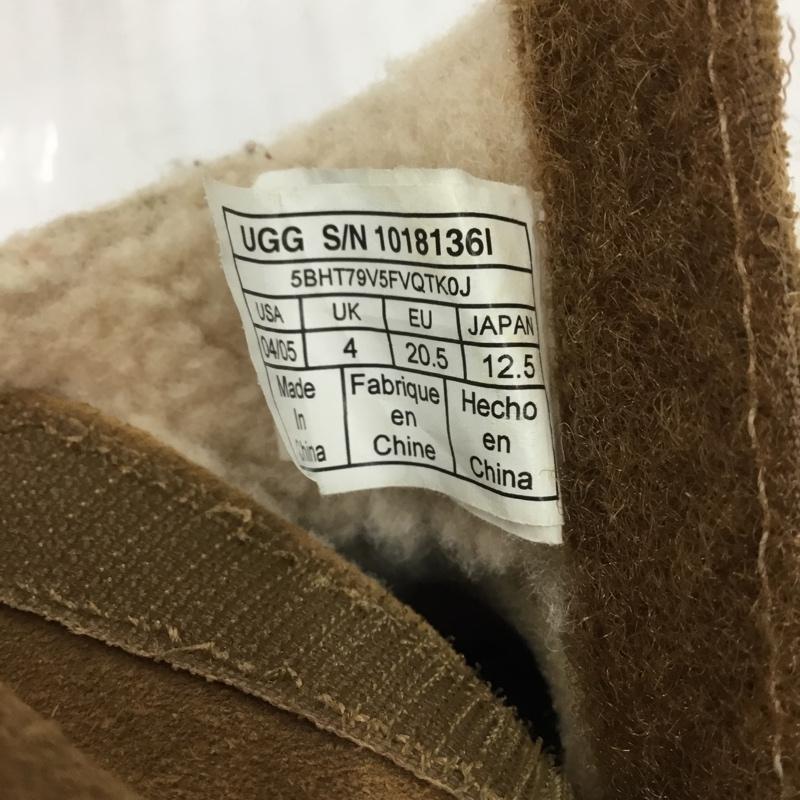 UGG S/N 1018136I
5BHT79V5FVQTK0J
USA UK EU JAPAN
04/05 4 20.5 12.5
Made In China
Fabrique en Chine
Hecho en China